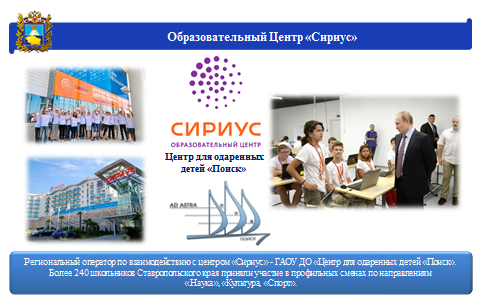 Образовательный Центр «Сириус»
СИРИУС
ОБРАЗОВАТЕЛЬНЫЙ ЦЕНТР
Центр для одаренных
детей «Поиск»
AD ASTRA
ПОИСК
Региональный оператор по взаимодействию с центром «Сириус» - ГАОУ ДО «Центр для одаренных детей «Поиск».
Более 240 школьников Ставропольского края приняли участие в профильных сменах по направлениям
«Наука», «Культура, «Спорт».